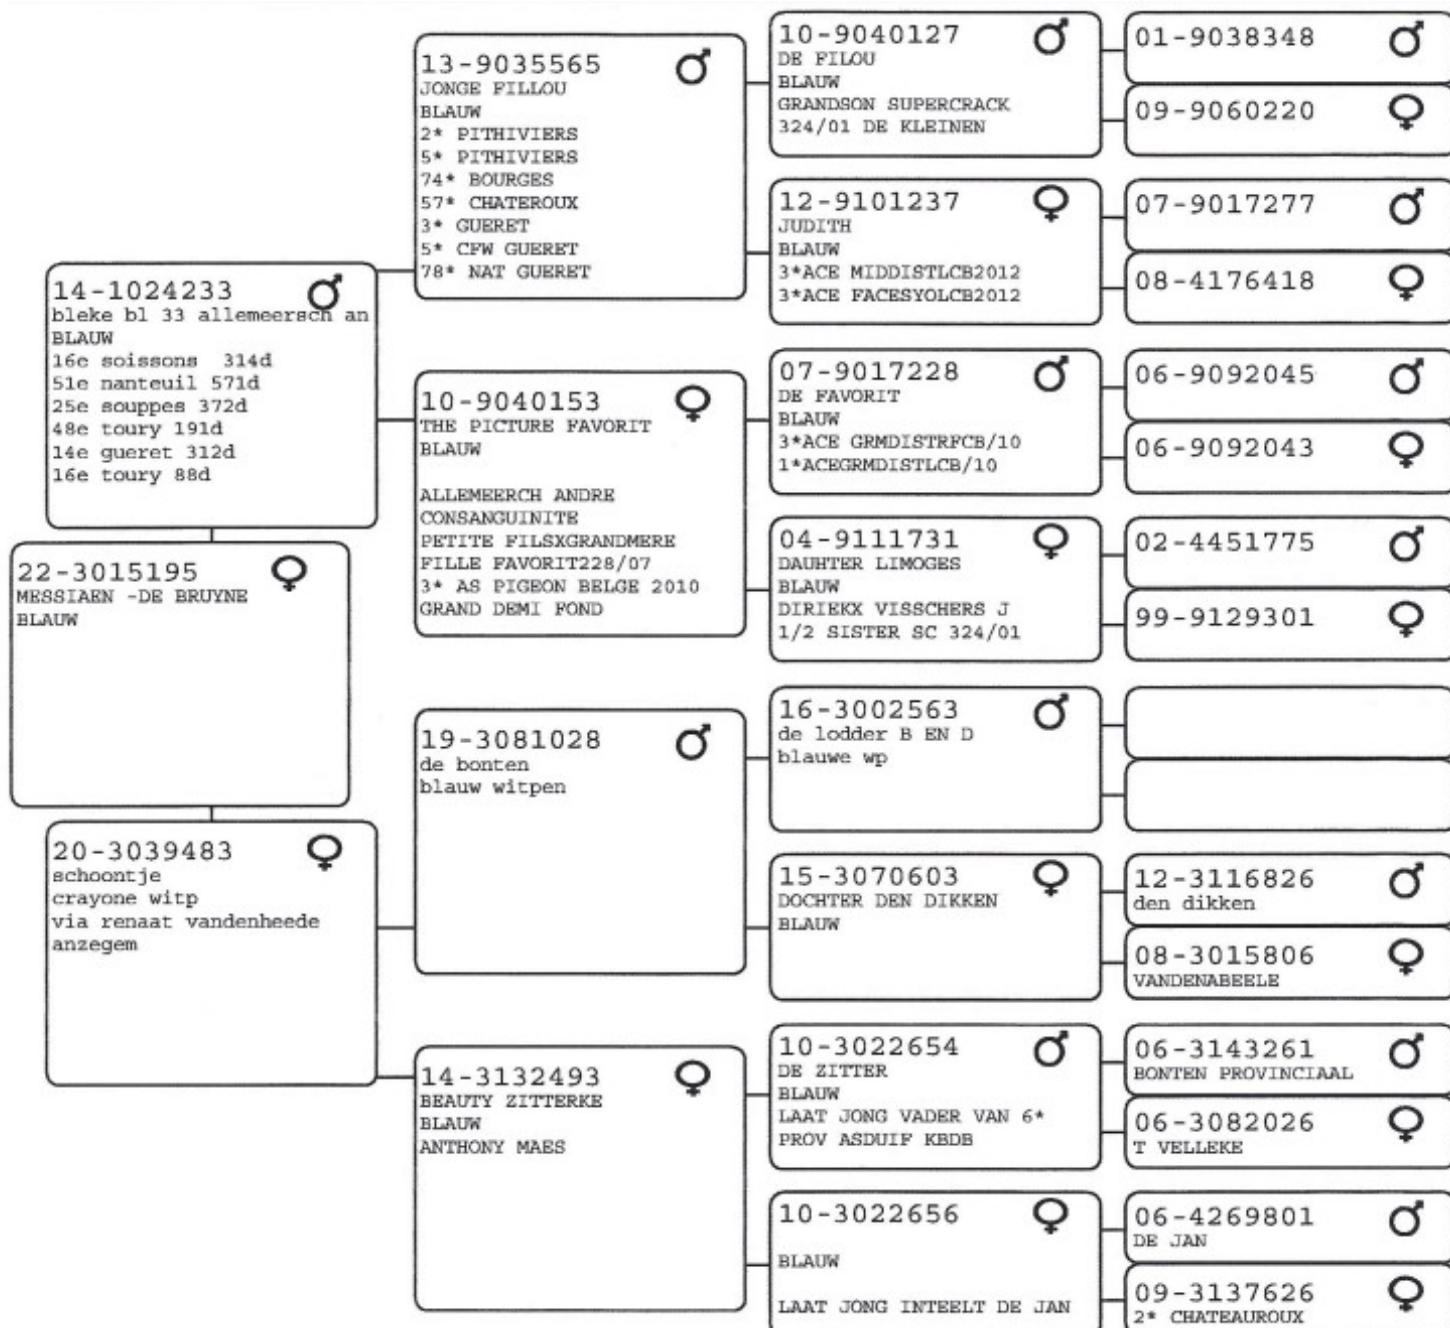 22-3015195
MESSIAEN -DE BRUYNE
BLAUW
14-1024233
bleke bl 33 allemeersch an
BLAUW
16e soissons 314d
51e nanteuil 571d
25e souppes 372d
48e toury 191d
14e gueret 312d
16e toury 88d
20-3039483
schoontje
crayone witp
via renaat vandenheede
anzegem
13-9035565
JONGE FILLOU
BLAUW
2* PITHIVIERS
5* PITHIVIERS
74* BOURGES
57* CHATEROUX
3* GUERET
5* CFW GUERET
78* NAT GUERET
10-9040153
THE PICTURE FAVORIT
BLAUW
ALLEMEERCH ANDRE
CONSANGUINITE
PETITE FILSXGRANDMERE
FILLE FAVORIT228/07
3* AS PIGEON BELGE 2010
GRAND DEMI FOND
19-3081028
de bonten
blauw witpen
14-3132493
BEAUTY ZITTERKE
BLAUW
ANTHONY MAES
10-9040127
DE FILOU
BLAUW
GRANDSON SUPERCRACK
324/01 DE KLEINEN
12-9101237
JUDITH
BLAUW
3*ACE MIDDISTLCB2012
3*ACE FACESYOLCB2012
07-9017228
DE FAVORIT
BLAUW
3*ACE GRMDISTRFCB/10
1*ACEGRMDISTLCB/10
04-9111731
DAUHTER LIMOGES
BLAUW
DIRIEKX VISSCHERS J
1/2 SISTER SC 324/01
16-3002563
de lodder B EN D
blauwe wp
15-3070603
DOCHTER DEN DIKKEN
BLAUW
10-3022654
DE ZITTER
BLAUW
LAAT JONG VADER VAN 6*
PROV ASDUIF KBDB
10-3022656
BLAUW
LAAT JONG INTEELT DE JAN
01-9038348
09-9060220
07-9017277
08-4176418
06-9092045
06-9092043
02-4451775
99-9129301
12-3116826
den dikken
08-3015806
VANDENABEELE
06-3143261
BONTEN PROVINCIAAL
06-3082026
T VELLEKE
06-4269801
DE JAN
09-3137626
2* CHATEAUROUX